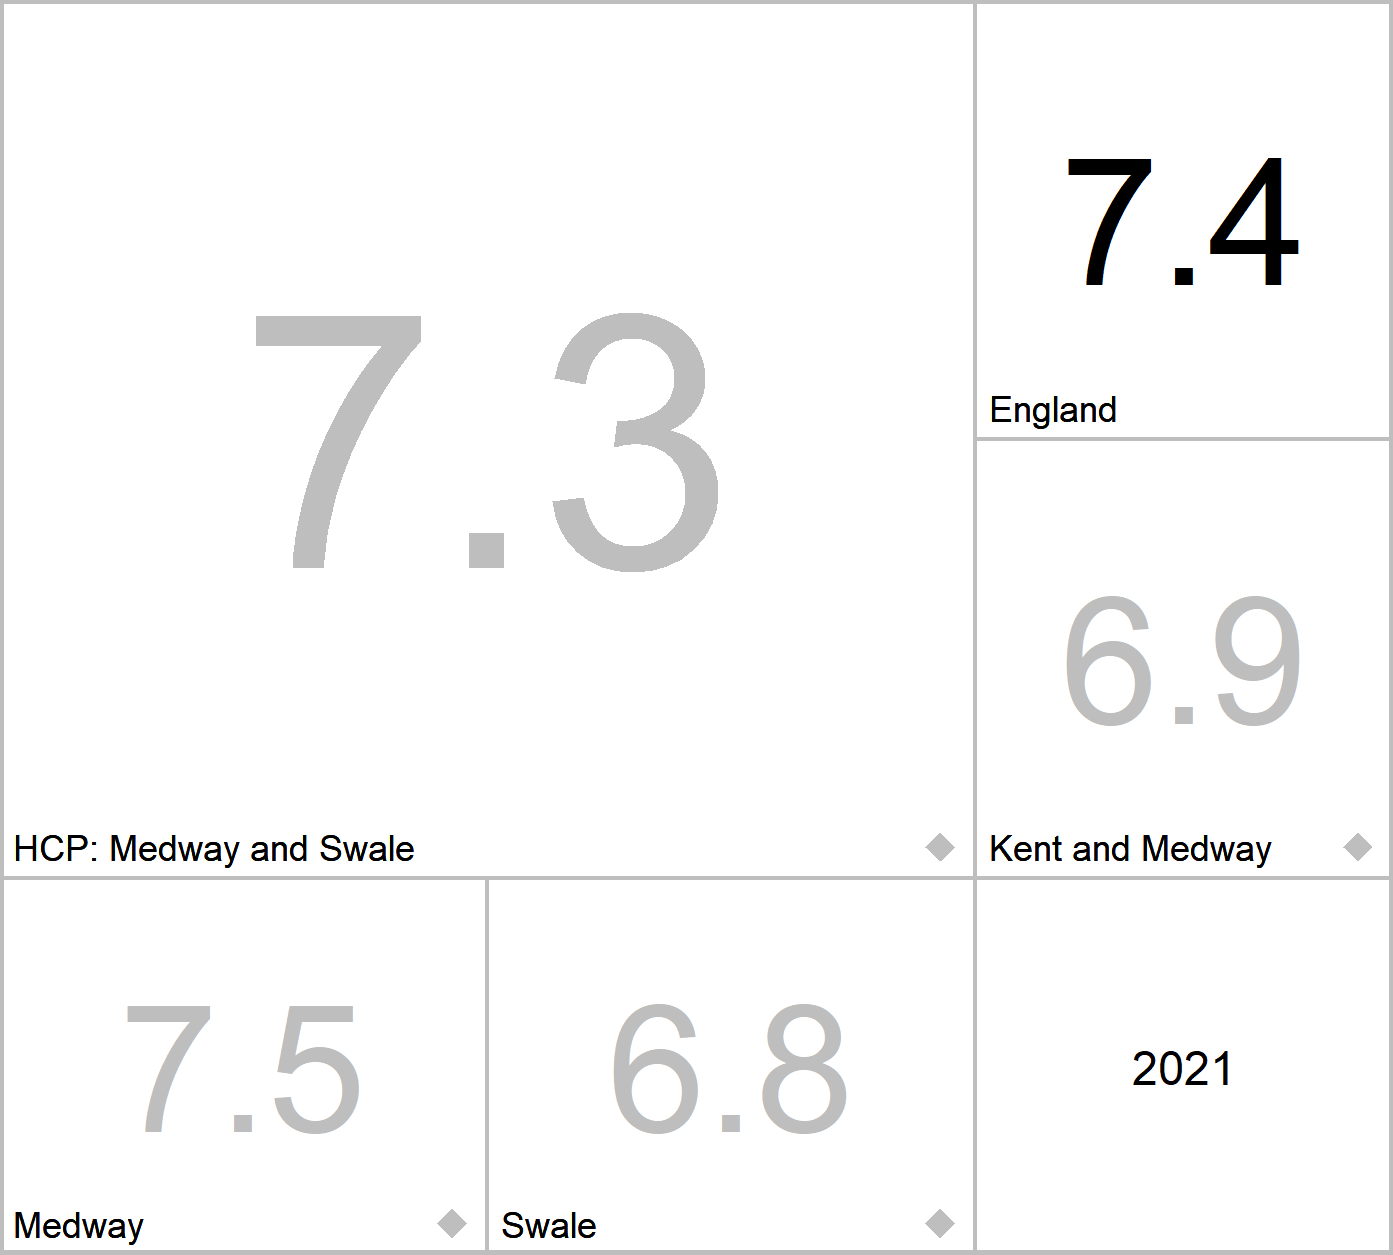 7.3
HCP: Medway and Swale
7.4
England
6.9
Kent and Medway
7.5
Medway
6.8
Swale
2021